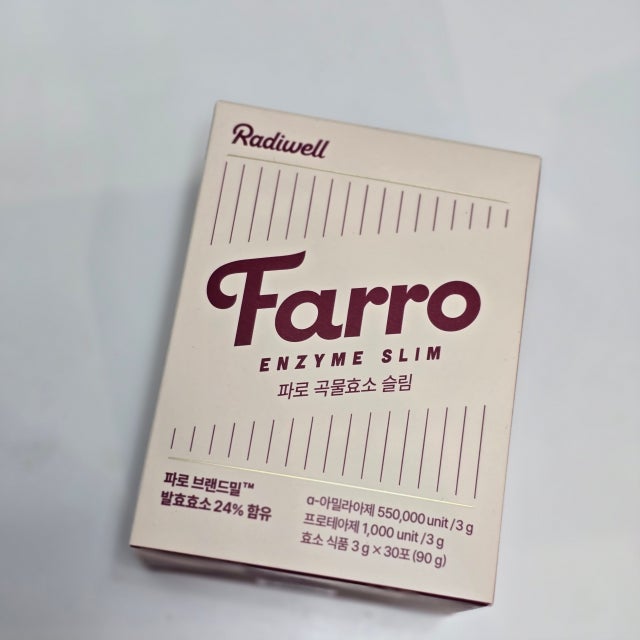 Radiwell
Farro
ENZYME SLIM
파로 곡물효소 슬림
파로 브랜드밀™
발효효소 24% 함유
α-아밀라아제 550,000 unit/3 g
프로테아제 1,000 unit/3 g
효소 식품 3 g × 30포 (90 g)